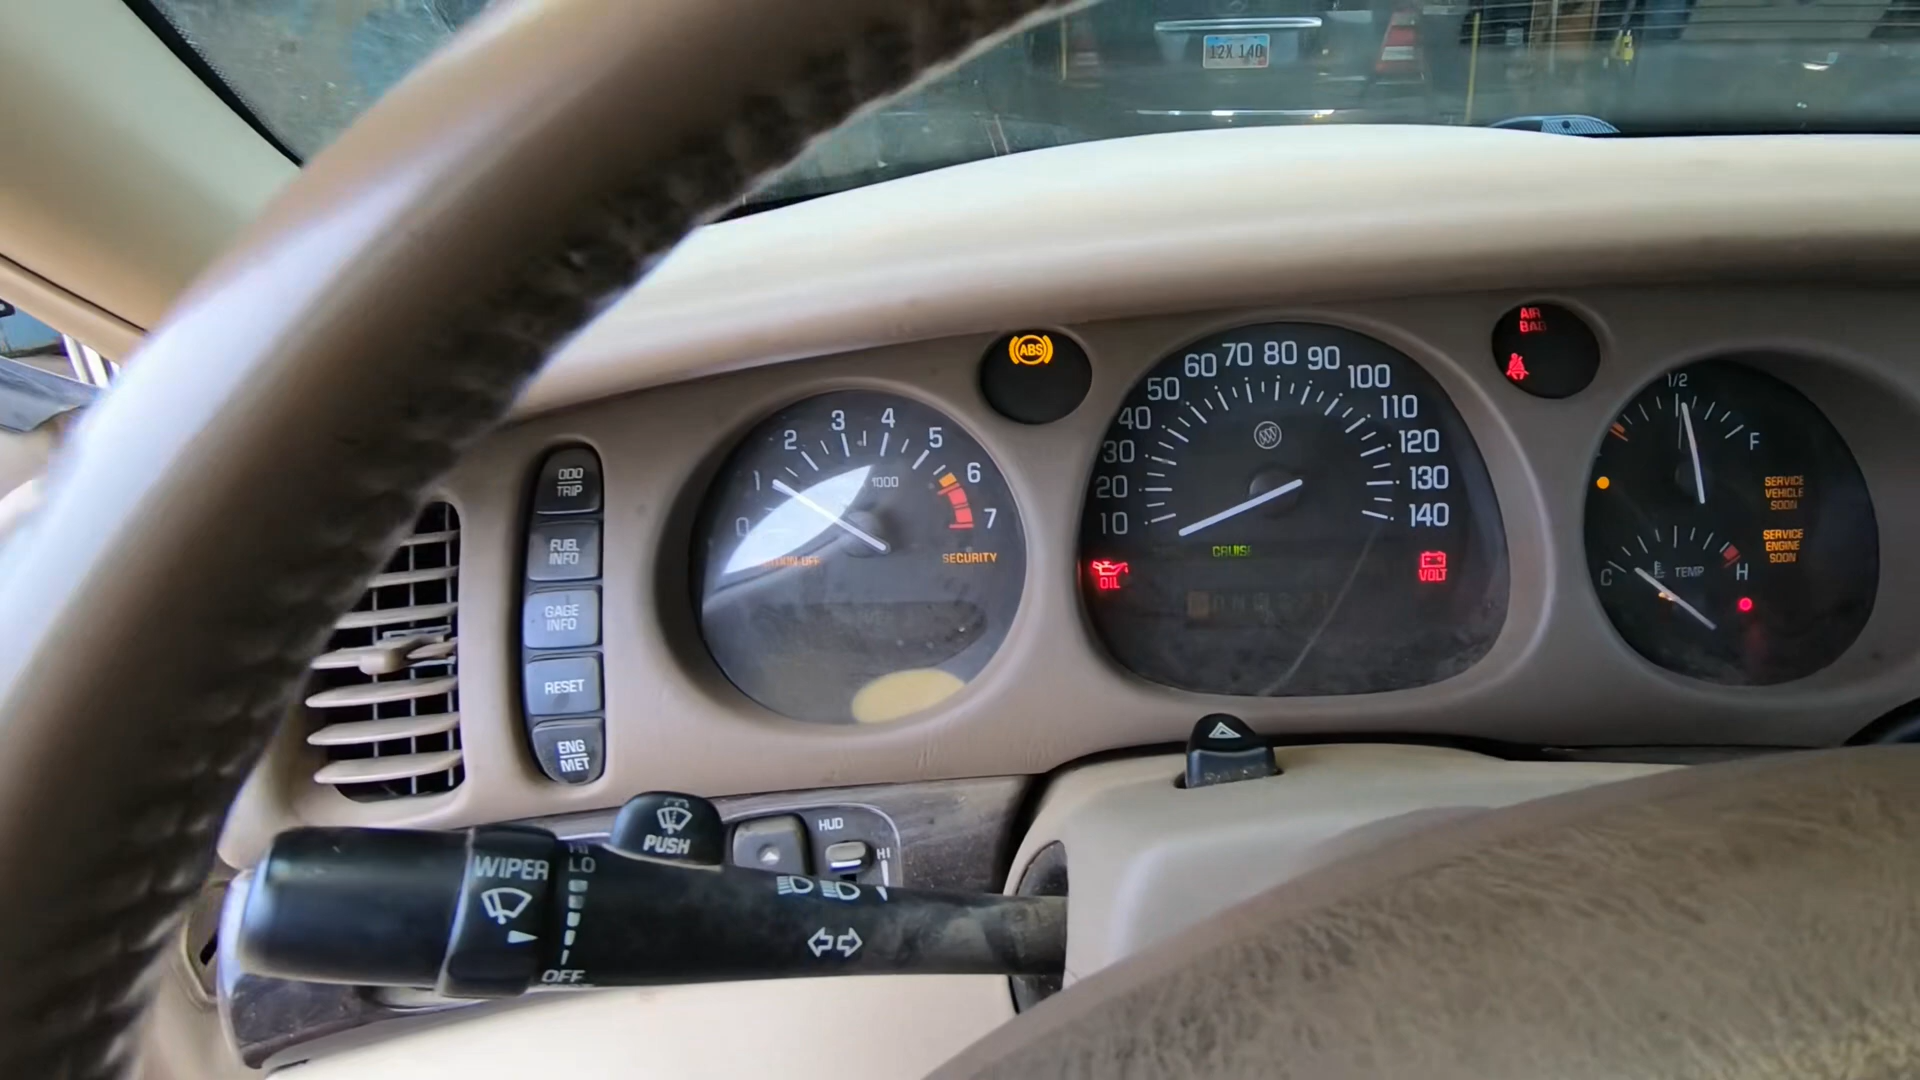 12X 140
ABS
AIR
BAG
ODO
TRIP
FUEL
INFO
GAGE
INFO
RESET
ENG
MET
0 1 2 3 4 5 6 7
1000
SECURITY
10 20 30 40 50 60 70 80 90 100 110 120 130 140
CRUISE
OIL
VOLT
1/2
F
SERVICE
VEHICLE
SOON
SERVICE
ENGINE
SOON
C TEMP H
HUD
HI
PUSH
WIPER
HI
LO
OFF